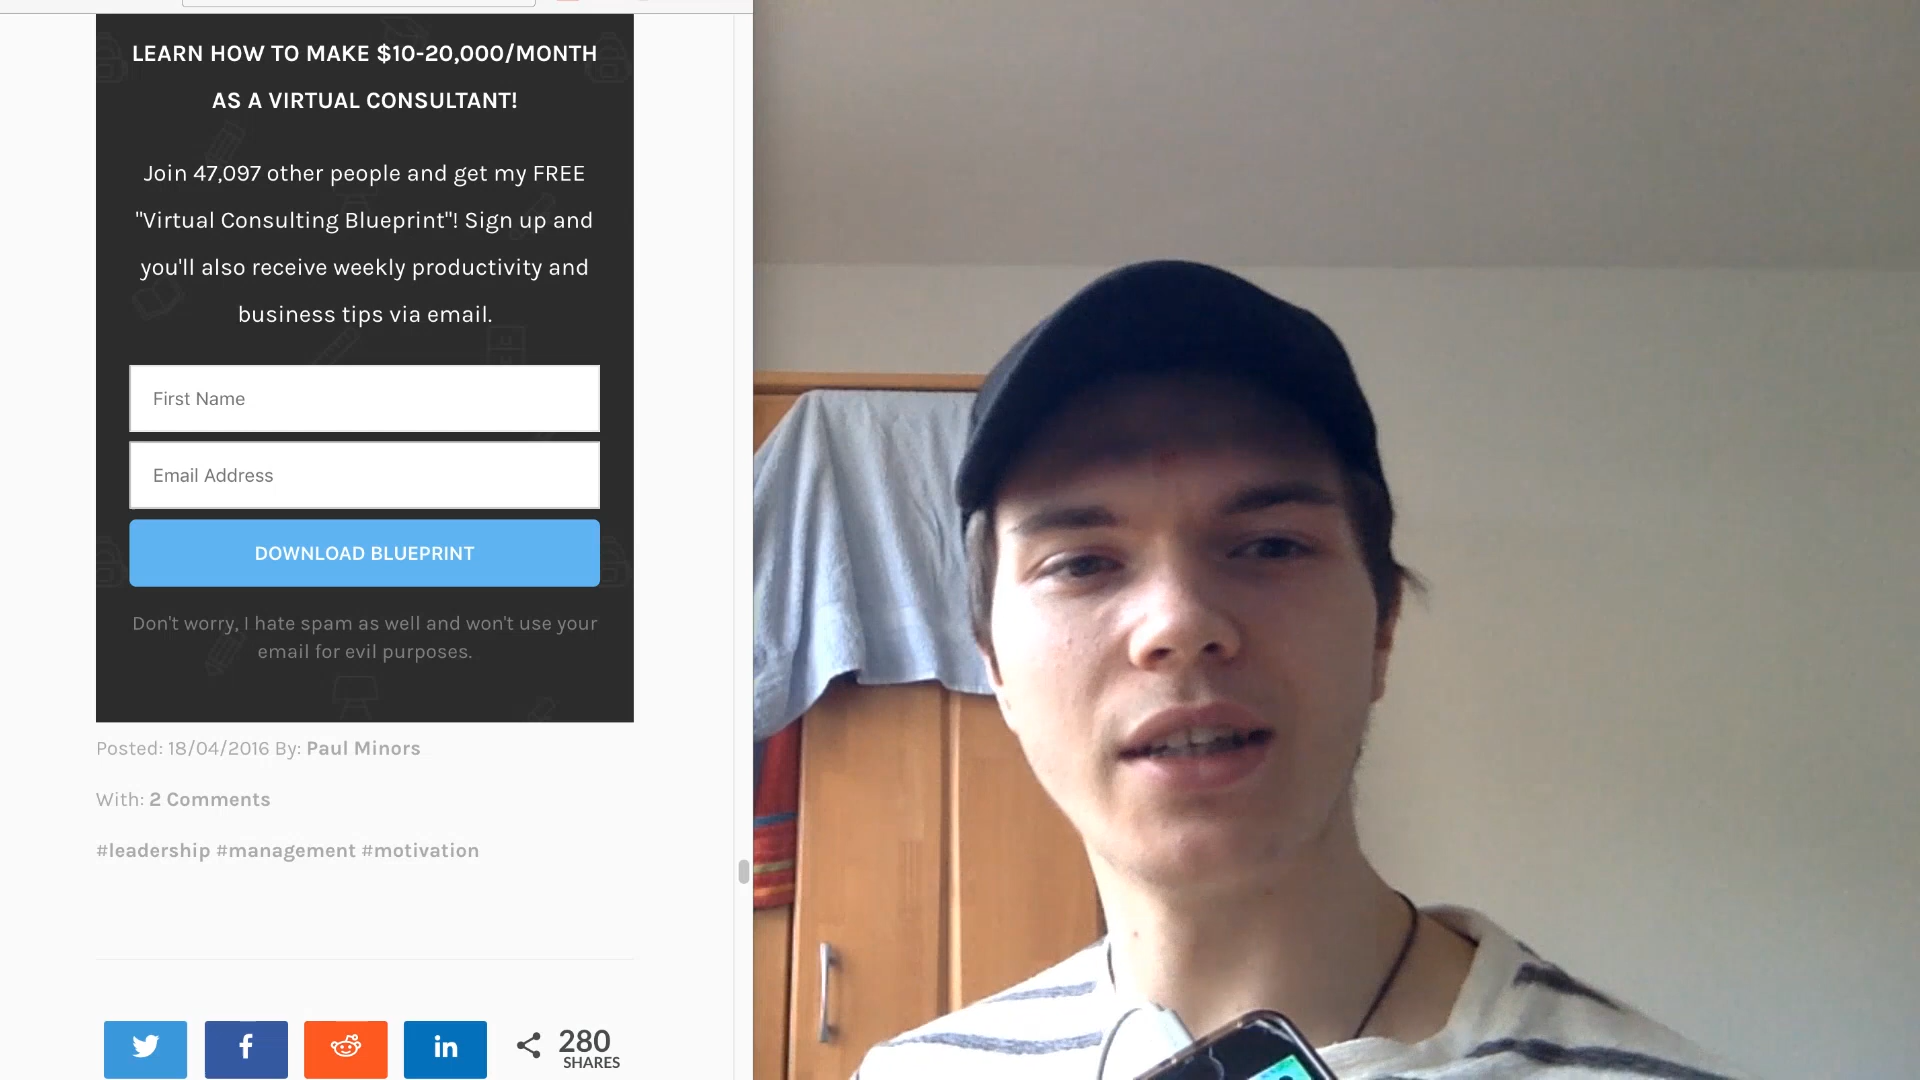 LEARN HOW TO MAKE $10-20,000/MONTH
AS A VIRTUAL CONSULTANT!
Join 47,097 other people and get my FREE
"Virtual Consulting Blueprint"! Sign up and
you'll also receive weekly productivity and
business tips via email.
First Name
Email Address
DOWNLOAD BLUEPRINT
Don't worry, I hate spam as well and won't use your
email for evil purposes.
Posted: 18/04/2016 By: Paul Minors
With: 2 Comments
#leadership #management #motivation
280
SHARES